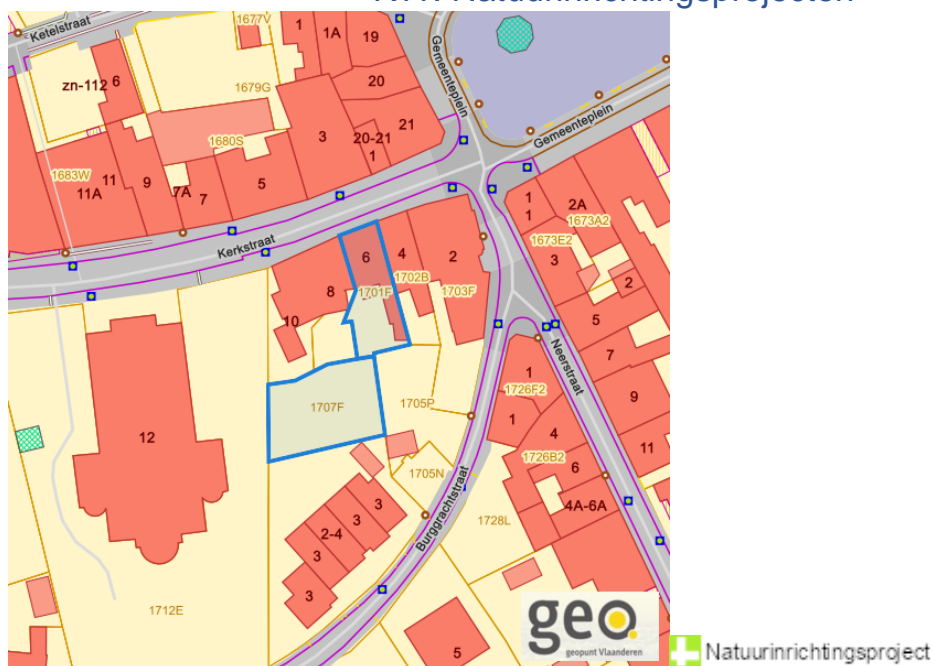 Natuurinrichtingsprojecten
Ketelstraat
1677V
1
1A
19
Gemeenteplein
zn-112
6
1679G
20
Gemeenteplein
3
20-21
21
1
1680S
1683W
11
11A
9
7A
7
5
1
1
2A
1673A2
1673E2
3
2
Kerkstraat
6
4
2
1702B
1701F
1703F
8
10
5
7
Neerstraat
1
1726F2
9
1707F
1705P
1
4
11
12
1726B2
6
1705N
4A-6A
3
3
2-4
3
3
Burggrachtstraat
1728L
1712E
5
geo.
geopunt Vlaanderen
Natuurinrichtingsproject